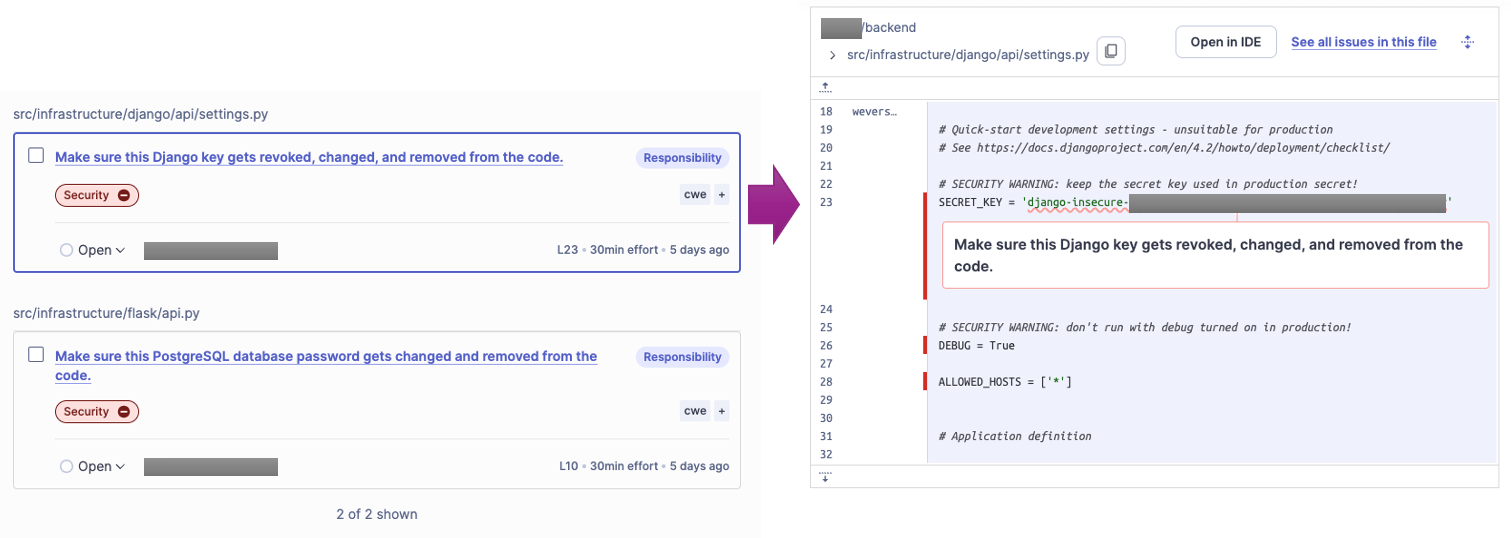 src/infrastructure/django/api/settings.py
Make sure this Django key gets revoked, changed, and removed from the code.
Responsibility
Security
cwe +
Open
L23 • 30min effort • 5 days ago
src/infrastructure/flask/api.py
Make sure this PostgreSQL database password gets changed and removed from the
code.
Responsibility
Security
cwe +
Open
L10 • 30min effort • 5 days ago
2 of 2 shown
/backend
src/infrastructure/django/api/settings.py
Open in IDE
See all issues in this file
18 wevers…
19 # Quick-start development settings - unsuitable for production
20 # See https://docs.djangoproject.com/en/4.2/howto/deployment/checklist/
21
22 # SECURITY WARNING: keep the secret key used in production secret!
23 SECRET_KEY = 'django-insecure-'
Make sure this Django key gets revoked, changed, and removed from the
code.
24
25 # SECURITY WARNING: don't run with debug turned on in production!
26 DEBUG = True
27
28 ALLOWED_HOSTS = ['*']
29
30
31 # Application definition
32